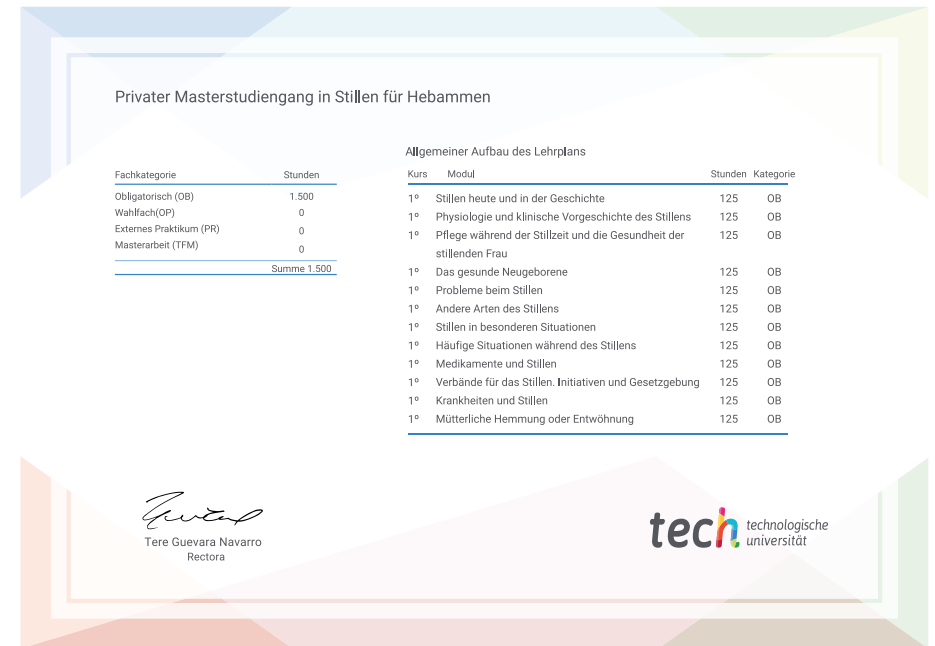 Privater Masterstudiengang in Stillen für Hebammen
Fachkategorie Stunden
Obligatorisch (OB) 1.500
Wahlfach(OP) 0
Externes Praktikum (PR) 0
Masterarbeit (TFM) 0
Summe 1.500
Allgemeiner Aufbau des Lehrplans
Kurs Modul Stunden Kategorie
1º Stillen heute und in der Geschichte 125 OB
1º Physiologie und klinische Vorgeschichte des Stillens 125 OB
1º Pflege während der Stillzeit und die Gesundheit der 125 OB
stillenden Frau
1º Das gesunde Neugeborene 125 OB
1º Probleme beim Stillen 125 OB
1º Andere Arten des Stillens 125 OB
1º Stillen in besonderen Situationen 125 OB
1º Häufige Situationen während des Stillens 125 OB
1º Medikamente und Stillen 125 OB
1º Verbände für das Stillen. Initiativen und Gesetzgebung 125 OB
1º Krankheiten und Stillen 125 OB
1º Mütterliche Hemmung oder Entwöhnung 125 OB
Tere Guevara Navarro
Rectora
tech technologische
universität